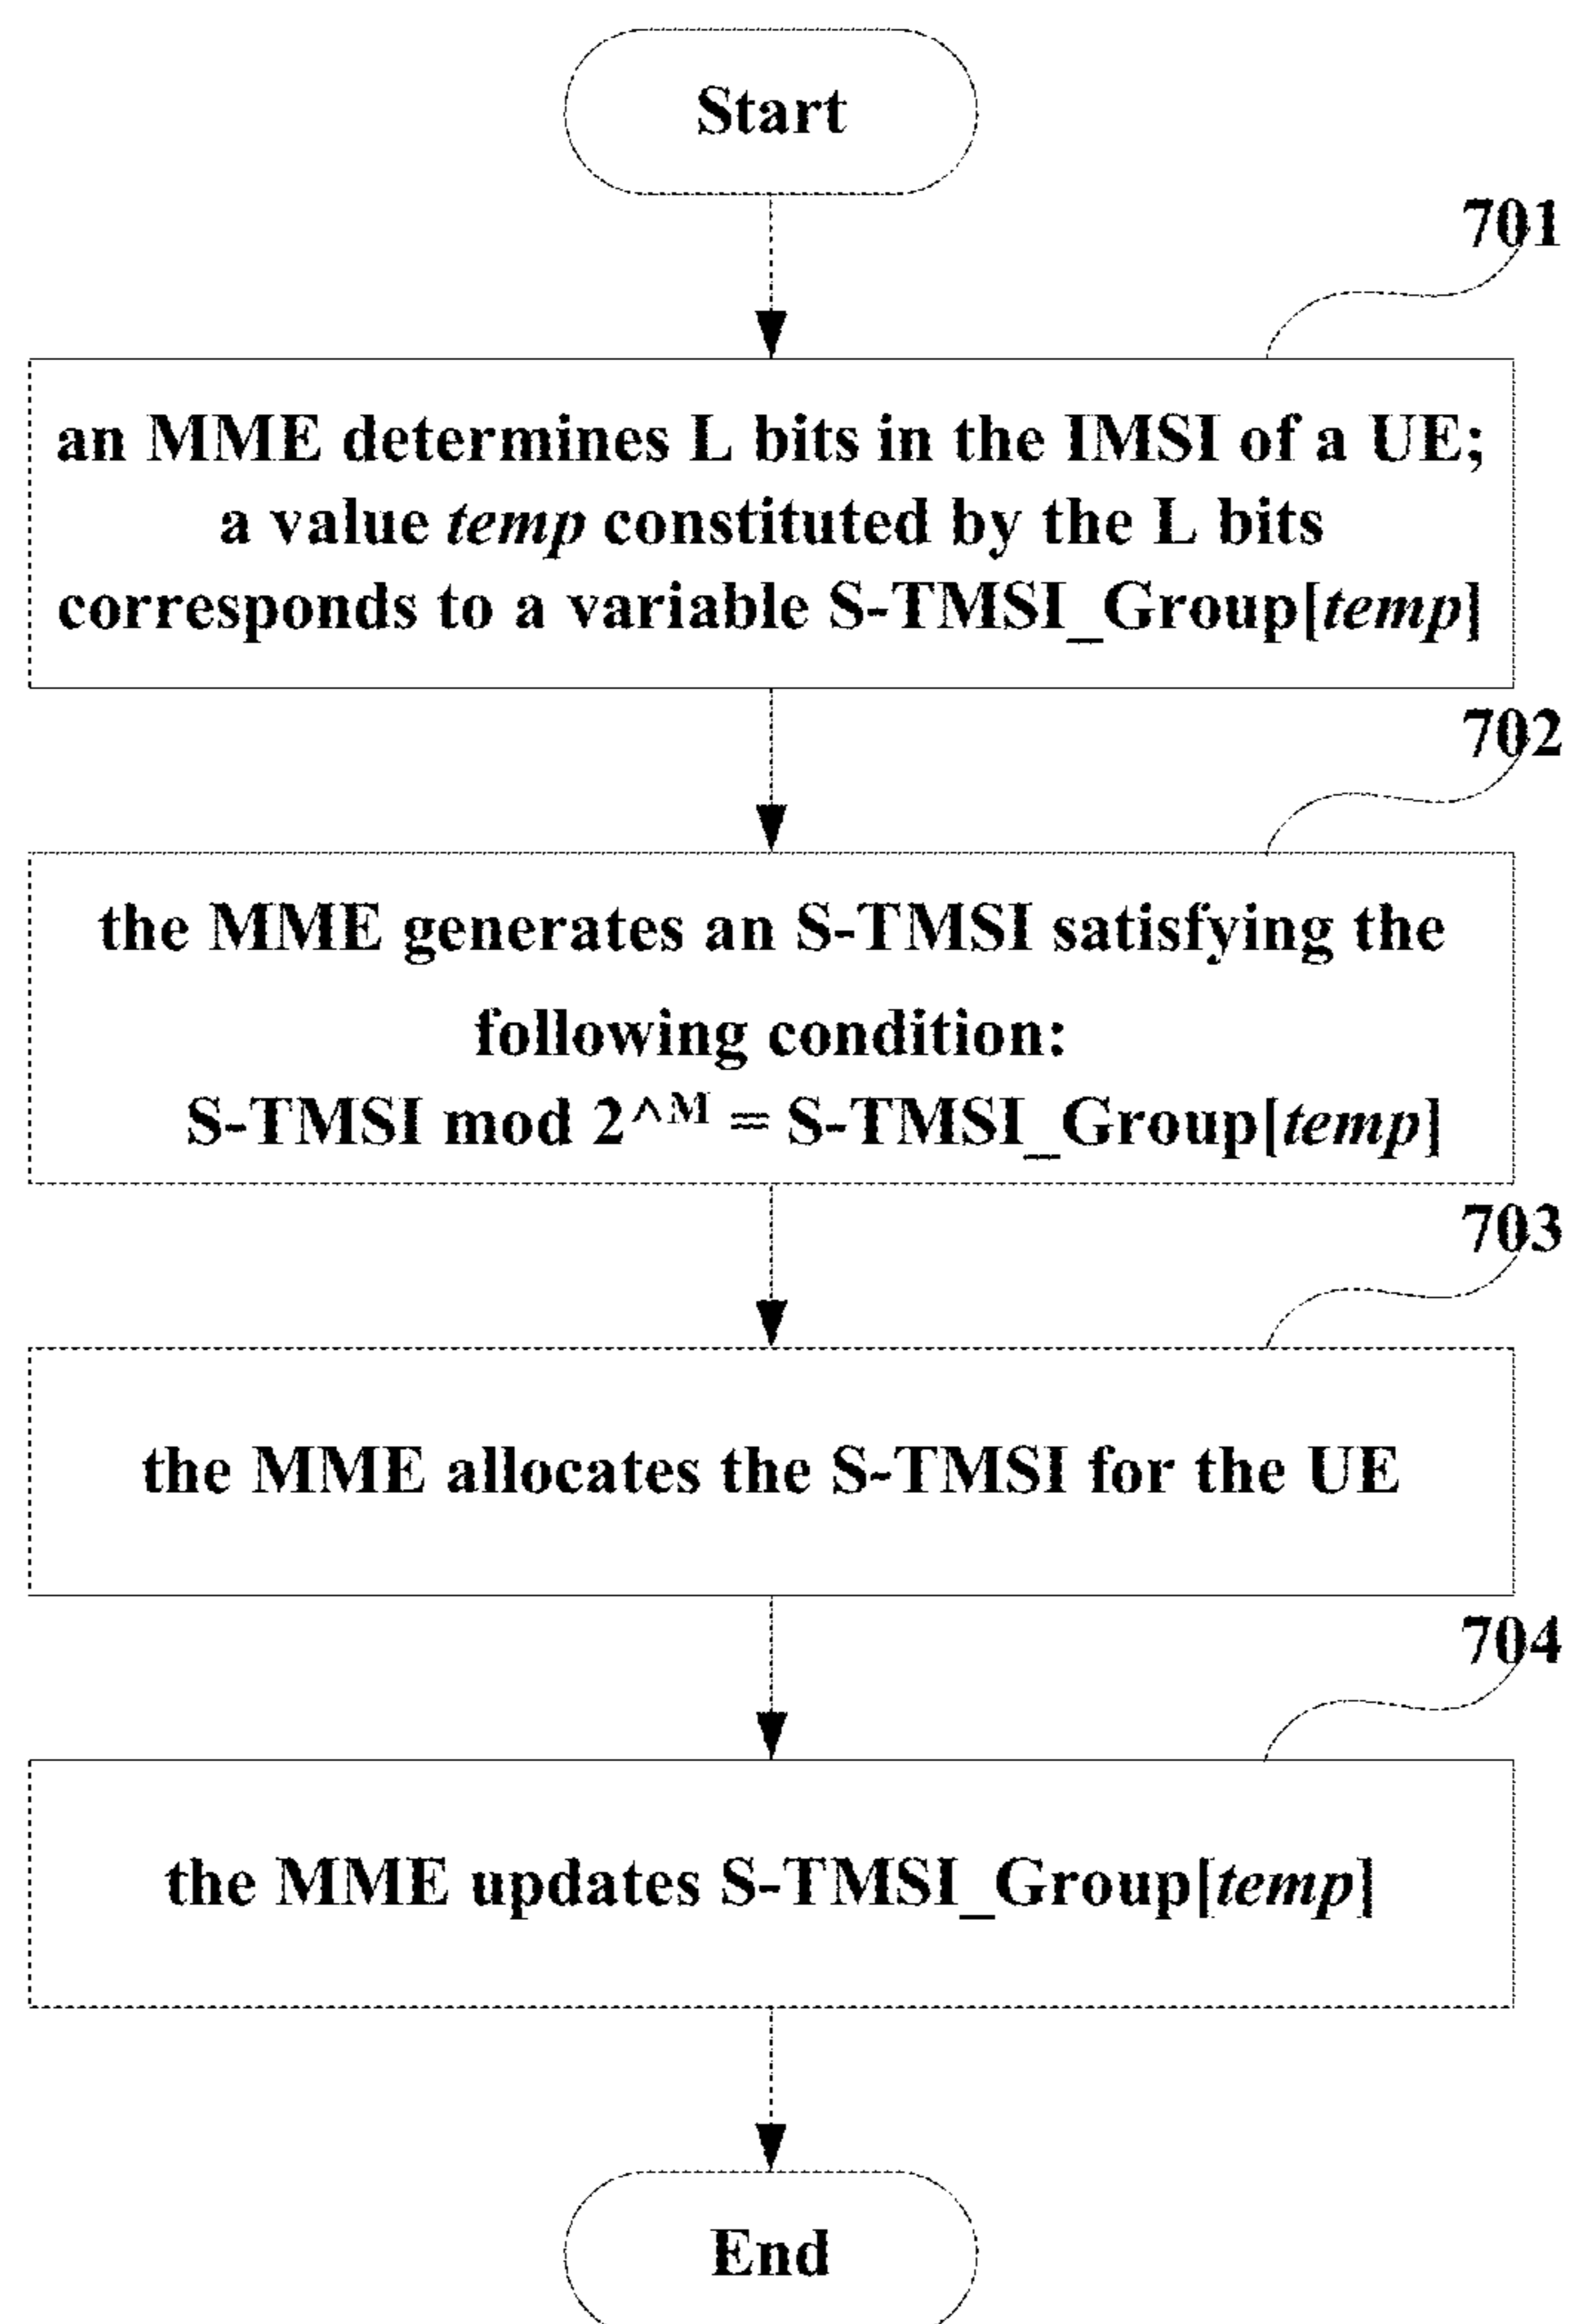 Start
701
an MME determines L bits in the IMSI of a UE;
a value temp constituted by the L bits
corresponds to a variable S-TMSI_Group[temp]
702
the MME generates an S-TMSI satisfying the
following condition:
S-TMSI mod 2^M = S-TMSI_Group[temp]
703
the MME allocates the S-TMSI for the UE
704
the MME updates S-TMSI_Group[temp]
End